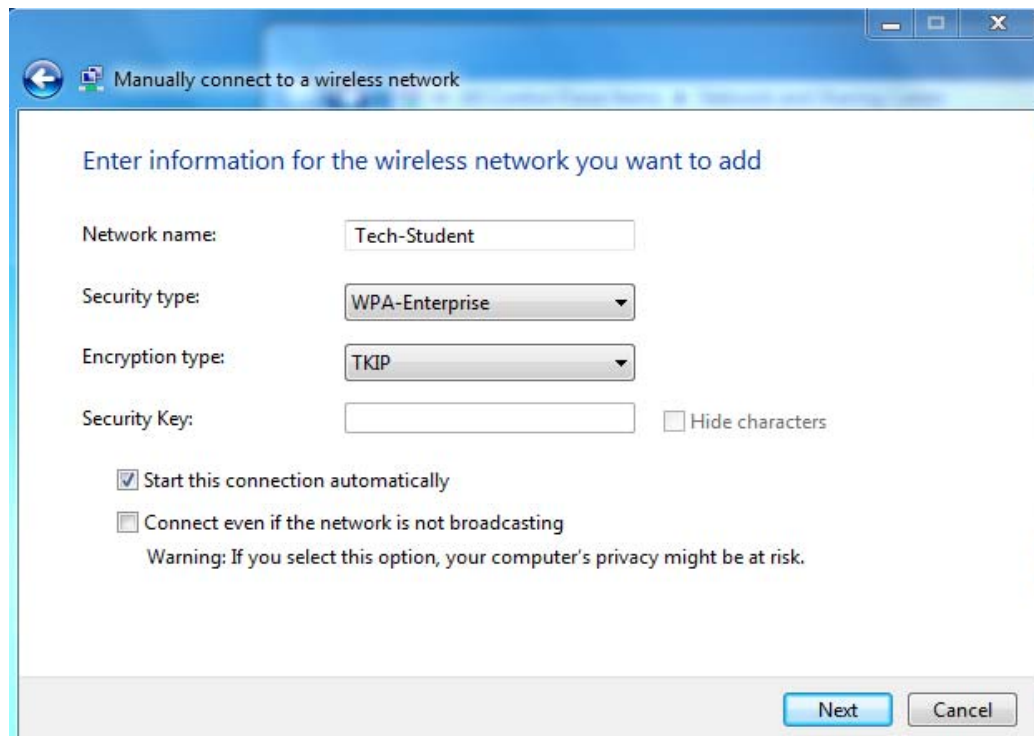 Manually connect to a wireless network
Enter information for the wireless network you want to add
Network name: Tech-Student
Security type: WPA-Enterprise
Encryption type: TKIP
Security Key: Hide characters
Start this connection automatically
Connect even if the network is not broadcasting
Warning: If you select this option, your computer's privacy might be at risk.
Next Cancel